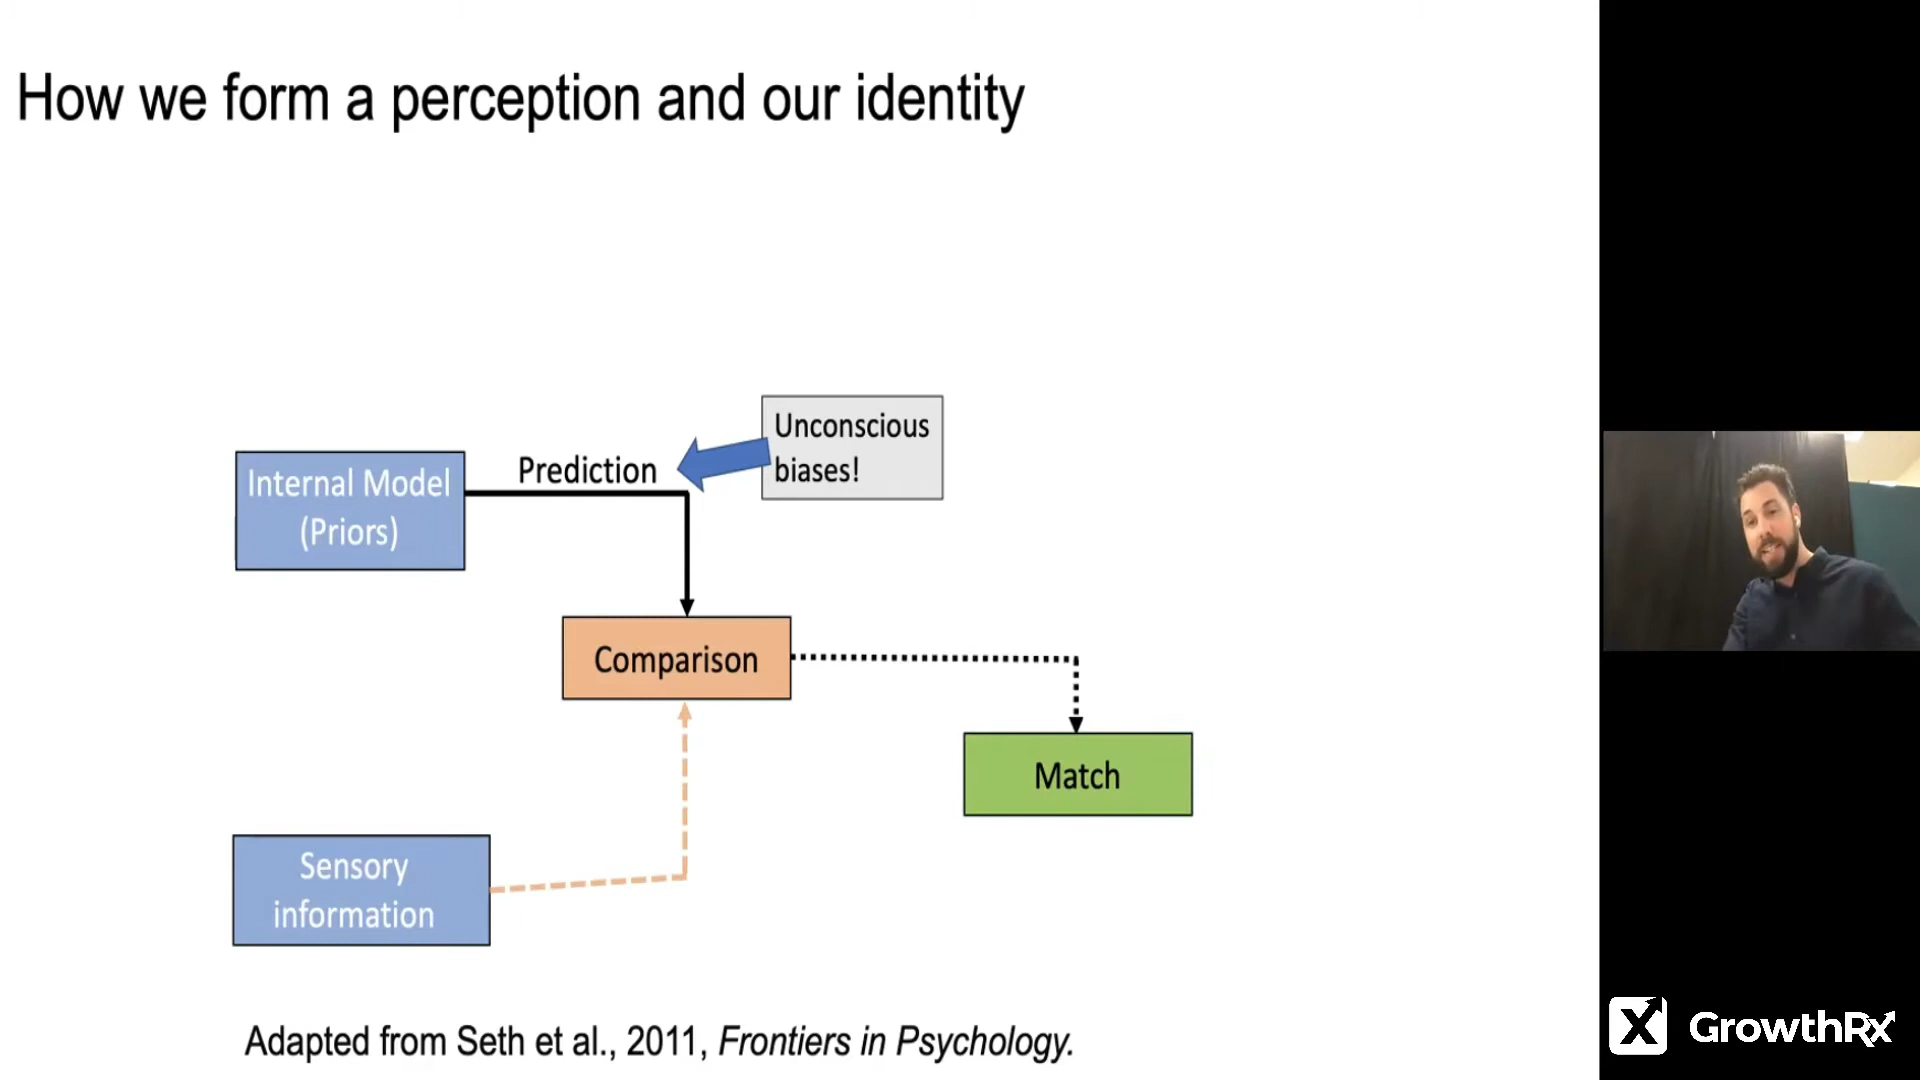 How we form a perception and our identity
Unconscious
biases!
Prediction
Internal Model
(Priors)
Comparison
Match
Sensory
information
Adapted from Seth et al., 2011, Frontiers in Psychology.
X GrowthRx